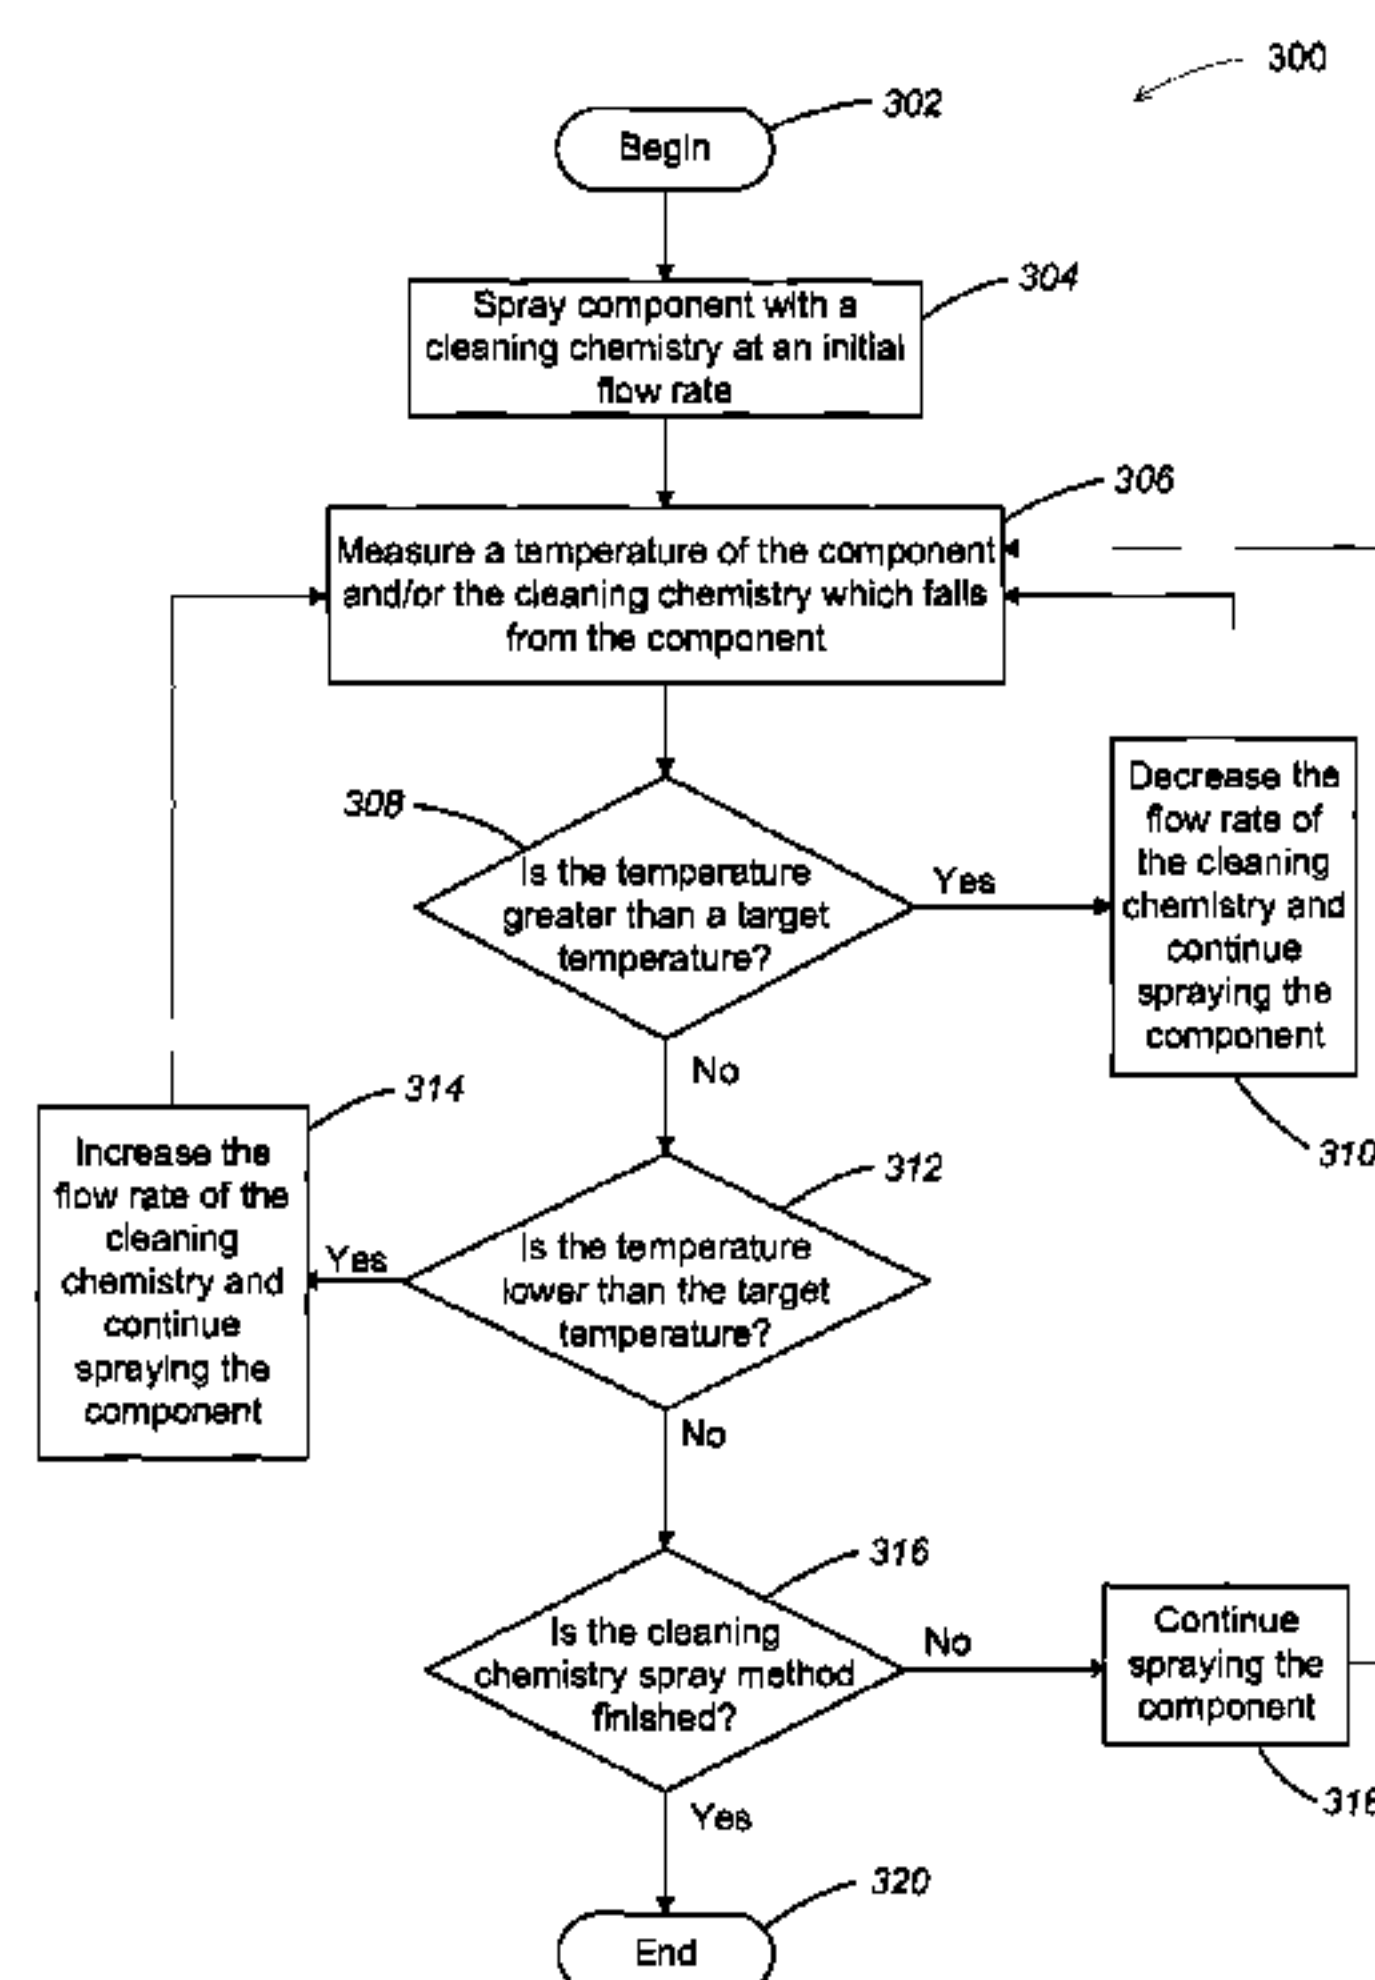 300
302
Begin
304
Spray component with a
cleaning chemistry at an initial
flow rate
306
Measure a temperature of the component
and/or the cleaning chemistry which falls
from the component
308
Is the temperature
greater than a target
temperature?
Yes
Decrease the
flow rate of
the cleaning
chemistry and
continue
spraying the
component
310
No
314
Increase the
flow rate of the
cleaning
chemistry and
continue
spraying the
component
312
Is the temperature
lower than the target
temperature?
Yes
No
316
Is the cleaning
chemistry spray method
finished?
No
Continue
spraying the
component
Yes
320
End